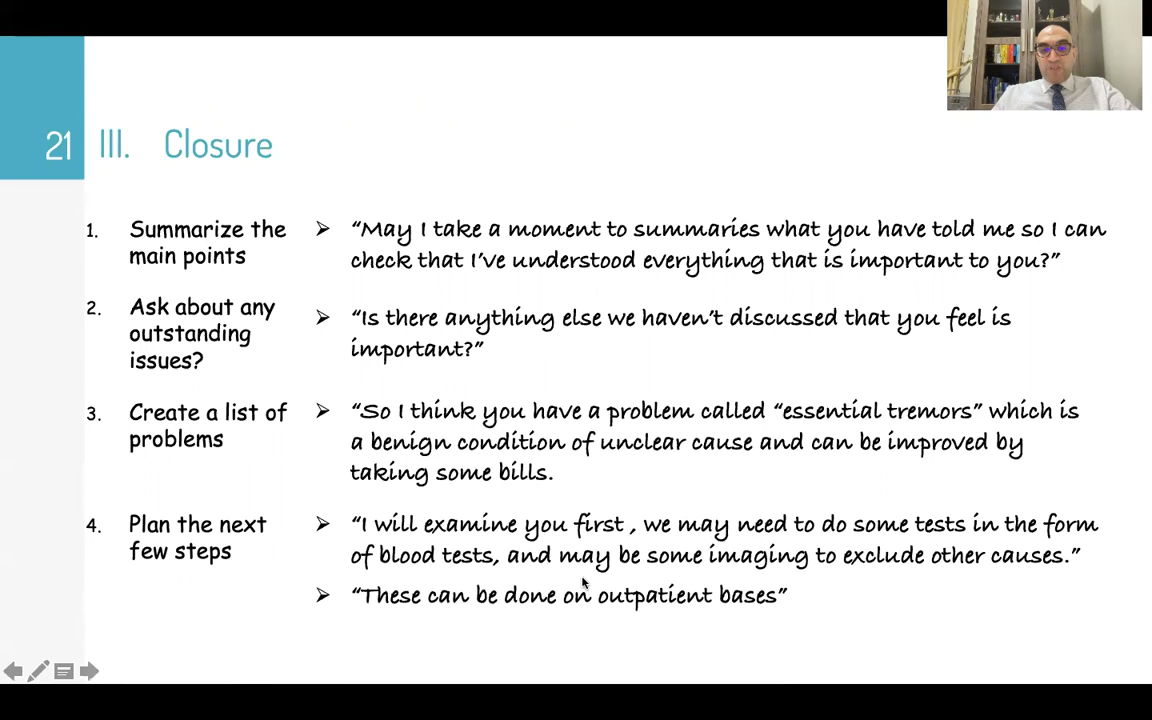 21 III. Closure
1. Summarize the
main points
➢ “May I take a moment to summaries what you have told me so I can
check that I’ve understood everything that is important to you?”
2. Ask about any
outstanding
issues?
➢ “Is there anything else we haven’t discussed that you feel is
important?”
3. Create a list of
problems
➢ “So I think you have a problem called “essential tremors” which is
a benign condition of unclear cause and can be improved by
taking some bills.
4. Plan the next
few steps
➢ “I will examine you first , we may need to do some tests in the form
of blood tests, and may be some imaging to exclude other causes.”
➢ “These can be done on outpatient bases”